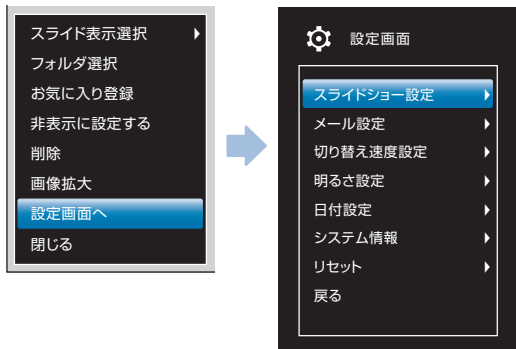 スライド表示選択
フォルダ選択
お気に入り登録
非表示に設定する
削除
画像拡大
設定画面へ
閉じる
設定画面
スライドショー設定
メール設定
切り替え速度設定
明るさ設定
日付設定
システム情報
リセット
戻る